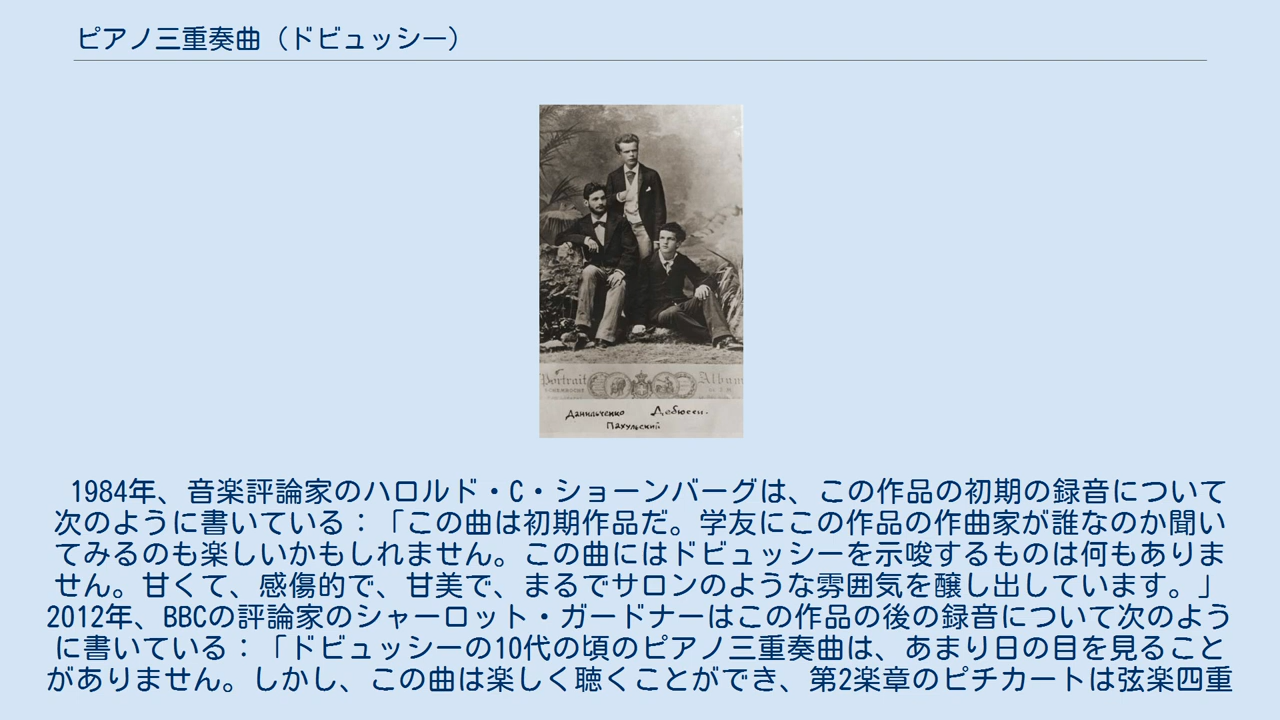 ピアノ三重奏曲（ドビュッシー）
Portrait Album
Данильченко Дебюсси.
Пахульский
1984年、音楽評論家のハロルド・C・ショーンバーグは、この作品の初期の録音について
次のように書いている：「この曲は初期作品だ。学友にこの作品の作曲家が誰なのか聞い
てみるのも楽しいかもしれません。この曲にはドビュッシーを示唆するものは何もありま
せん。甘くて、感傷的で、甘美で、まるでサロンのような雰囲気を醸し出しています。」
2012年、BBCの評論家のシャーロット・ガードナーはこの作品の後の録音について次のよう
に書いている：「ドビュッシーの10代の頃のピアノ三重奏曲は、あまり日の目を見ること
がありません。しかし、この曲は楽しく聴くことができ、第2楽章のピチカートは弦楽四重